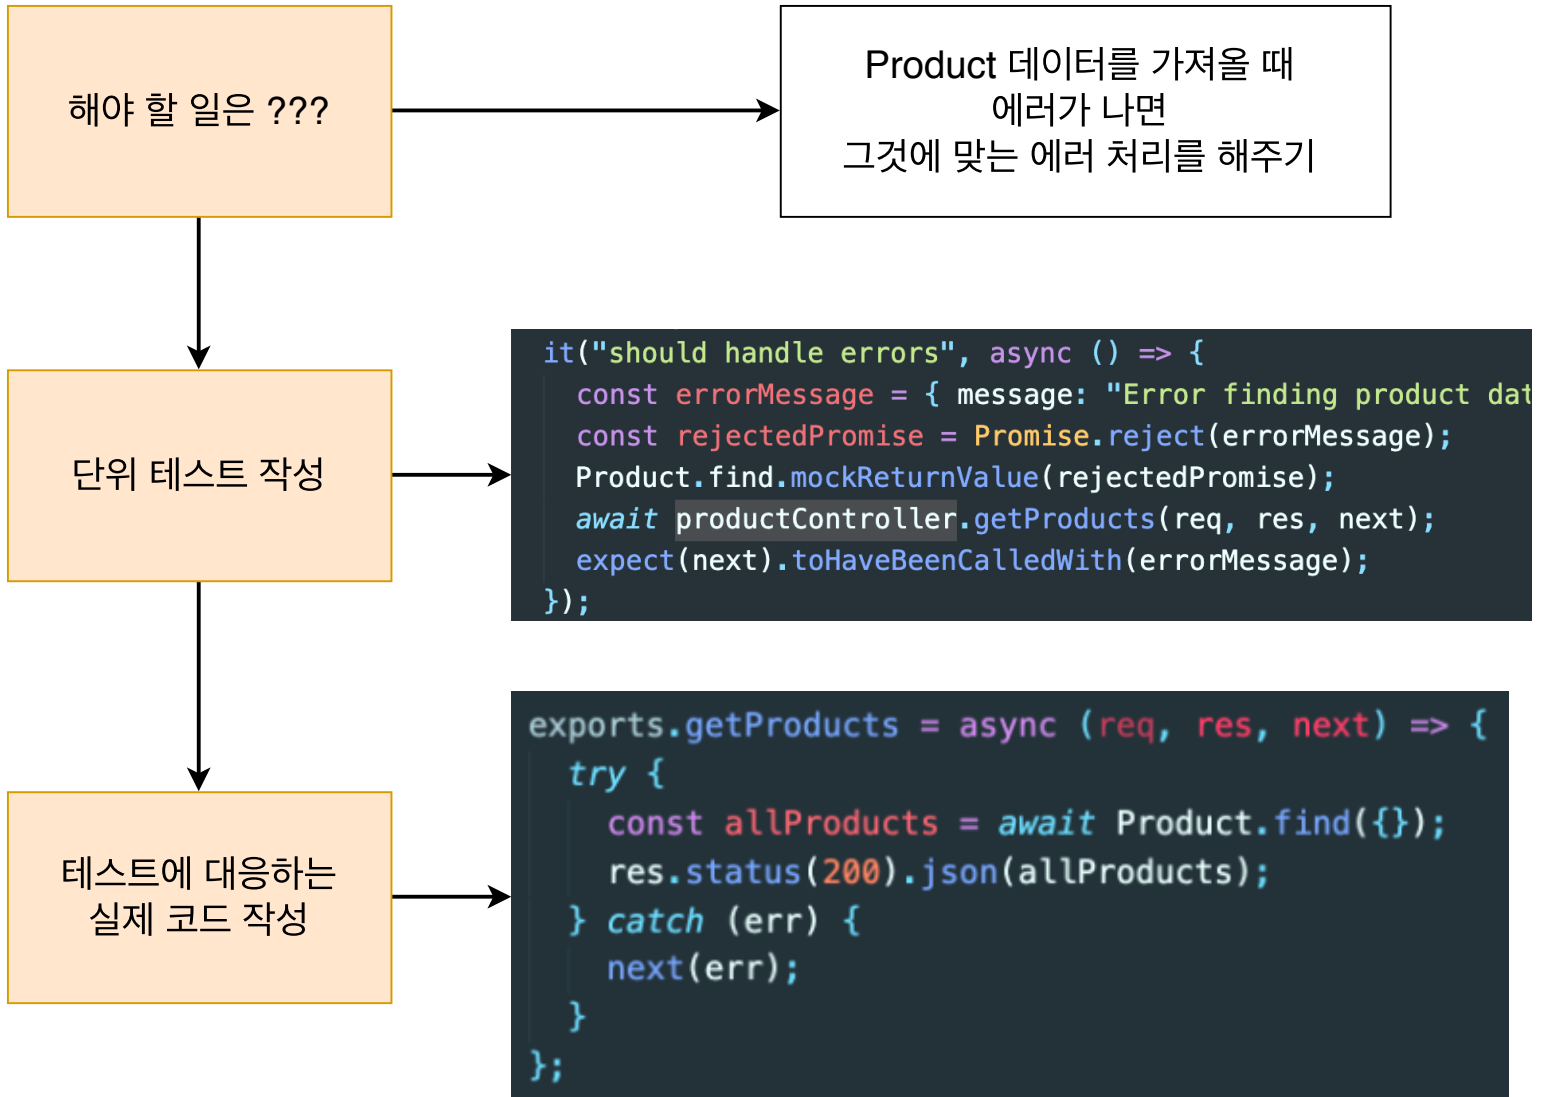 해야 할 일은 ???
Product 데이터를 가져올 때
에러가 나면
그것에 맞는 에러 처리를 해주기
단위 테스트 작성
it("should handle errors", async () => {
const errorMessage = { message: "Error finding product dat
const rejectedPromise = Promise.reject(errorMessage);
Product.find.mockReturnValue(rejectedPromise);
await productController.getProducts(req, res, next);
expect(next).toHaveBeenCalledWith(errorMessage);
});
테스트에 대응하는
실제 코드 작성
exports.getProducts = async (req, res, next) => {
try {
const allProducts = await Product.find({});
res.status(200).json(allProducts);
} catch (err) {
next(err);
}
};